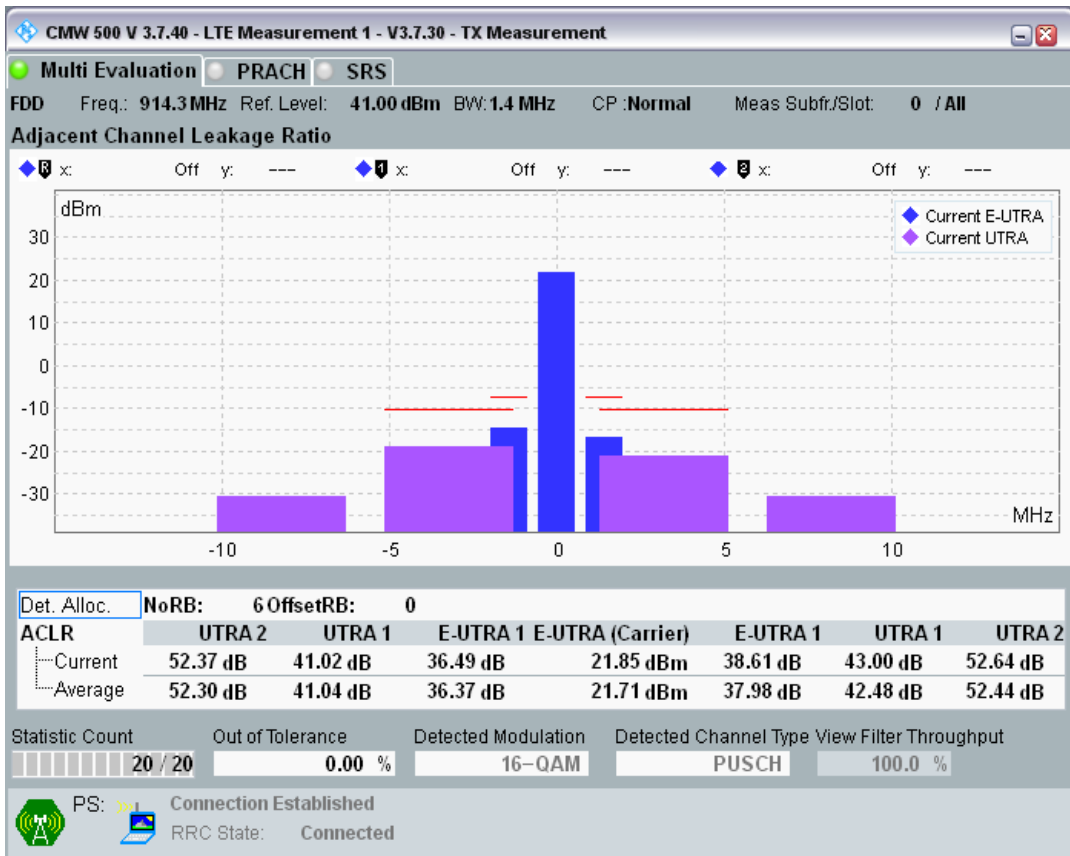 CMW 500 V 3.7.40 - LTE Measurement 1 - V3.7.30 - TX Measurement
Multi Evaluation PRACH SRS
FDD Freq.: 914.3 MHz Ref. Level: 41.00 dBm BW: 1.4 MHz CP :Normal Meas Subfr./Slot: 0 / All
Adjacent Channel Leakage Ratio
R x: Off y: --- 1 x: Off y: --- 2 x: Off y: ---
dBm
Current E-UTRA
Current UTRA
30
20
10
0
-10
-20
-30
MHz
-10 -5 0 5 10
Det. Alloc. NoRB: 6 OffsetRB: 0
ACLR UTRA 2 UTRA 1 E-UTRA 1 E-UTRA (Carrier) E-UTRA 1 UTRA 1 UTRA 2
Current 52.37 dB 41.02 dB 36.49 dB 21.85 dBm 38.61 dB 43.00 dB 52.64 dB
Average 52.30 dB 41.04 dB 36.37 dB 21.71 dBm 37.98 dB 42.48 dB 52.44 dB
Statistic Count Out of Tolerance Detected Modulation Detected Channel Type View Filter Throughput
20 / 20 0.00 % 16-QAM PUSCH 100.0 %
PS: Connection Established
RRC State: Connected